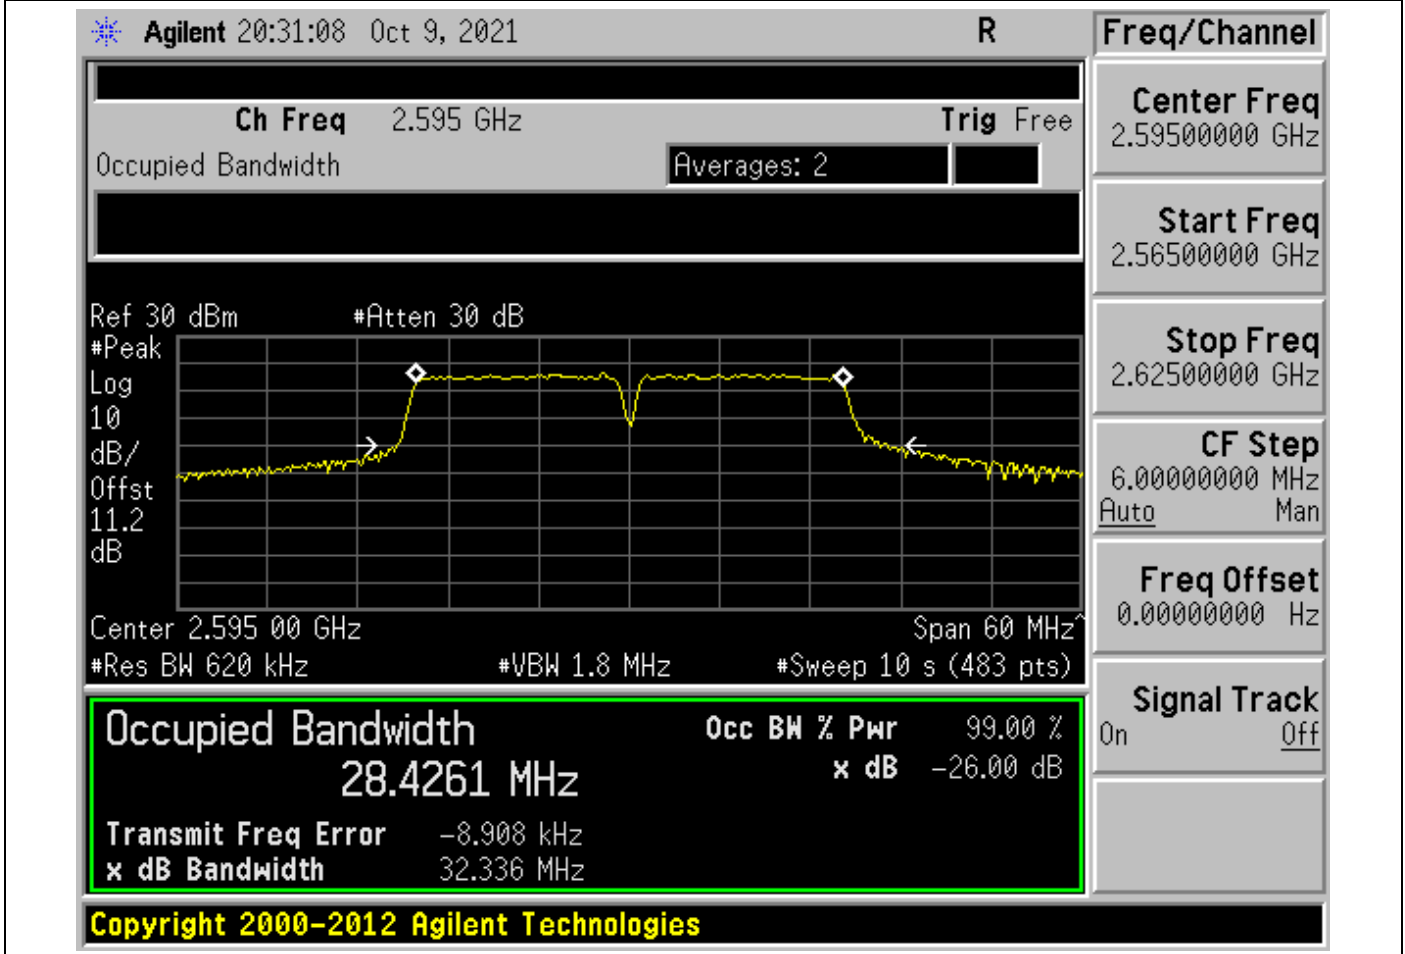 Agilent 20:31:08 Oct 9, 2021 R
Freq/Channel
Ch Freq 2.595 GHz Trig Free
Occupied Bandwidth Averages: 2
Ref 30 dBm #Atten 30 dB
#Peak
Log
10
dB/
Offst
11.2
dB
Center 2.595 00 GHz Span 60 MHz^
#Res BW 620 kHz #VBW 1.8 MHz #Sweep 10 s (483 pts)
Occupied Bandwidth Occ BW % Pwr 99.00 %
28.4261 MHz x dB -26.00 dB
Transmit Freq Error -8.908 kHz
x dB Bandwidth 32.336 MHz
Copyright 2000-2012 Agilent Technologies
Center Freq
2.59500000 GHz
Start Freq
2.56500000 GHz
Stop Freq
2.62500000 GHz
CF Step
6.00000000 MHz
Auto Man
Freq Offset
0.00000000 Hz
Signal Track
On Off